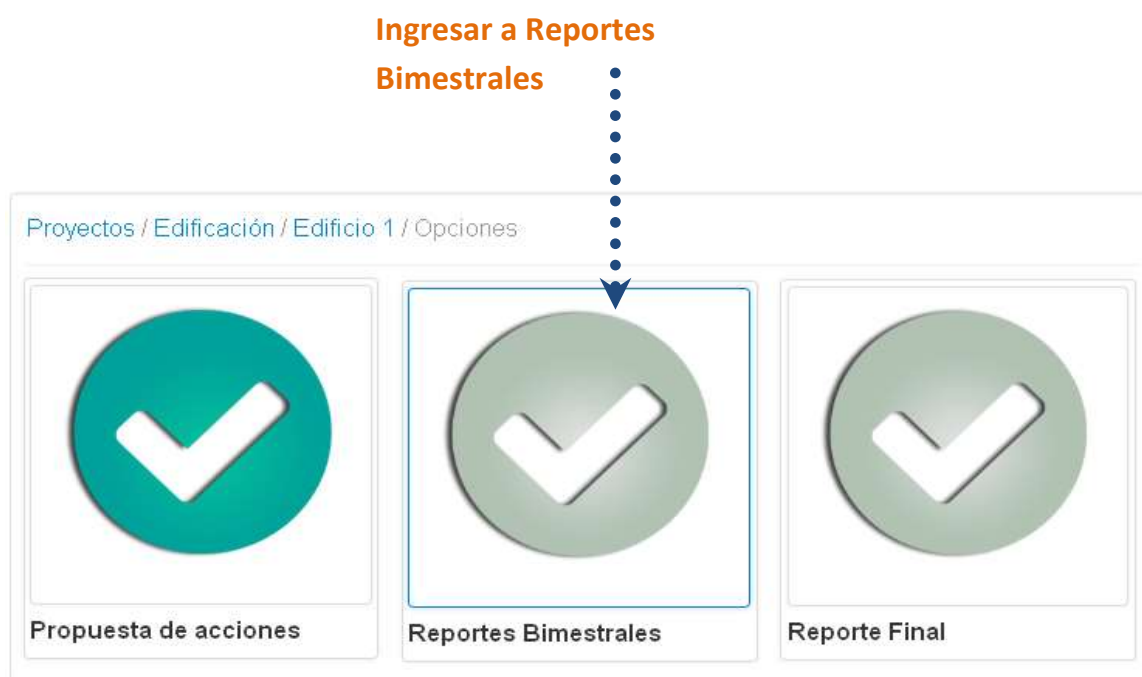 Ingresar a Reportes
Bimestrales
Proyectos / Edificación / Edificio 1 / Opciones
Propuesta de acciones
Reportes Bimestrales
Reporte Final